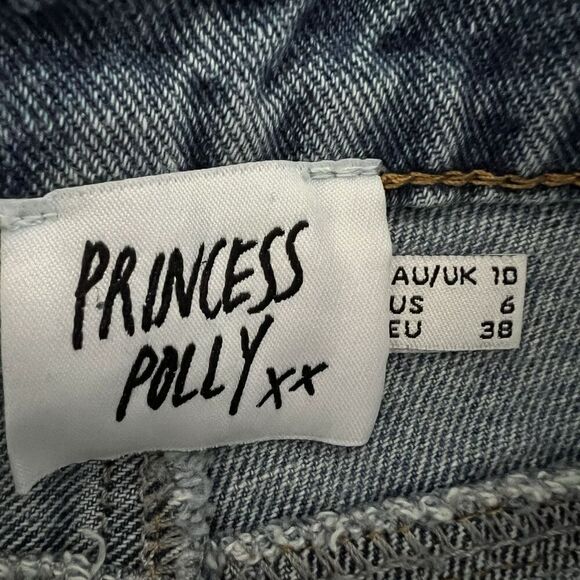 PRINCESS
POLLY xx
AU/UK 10
US 6
EU 38